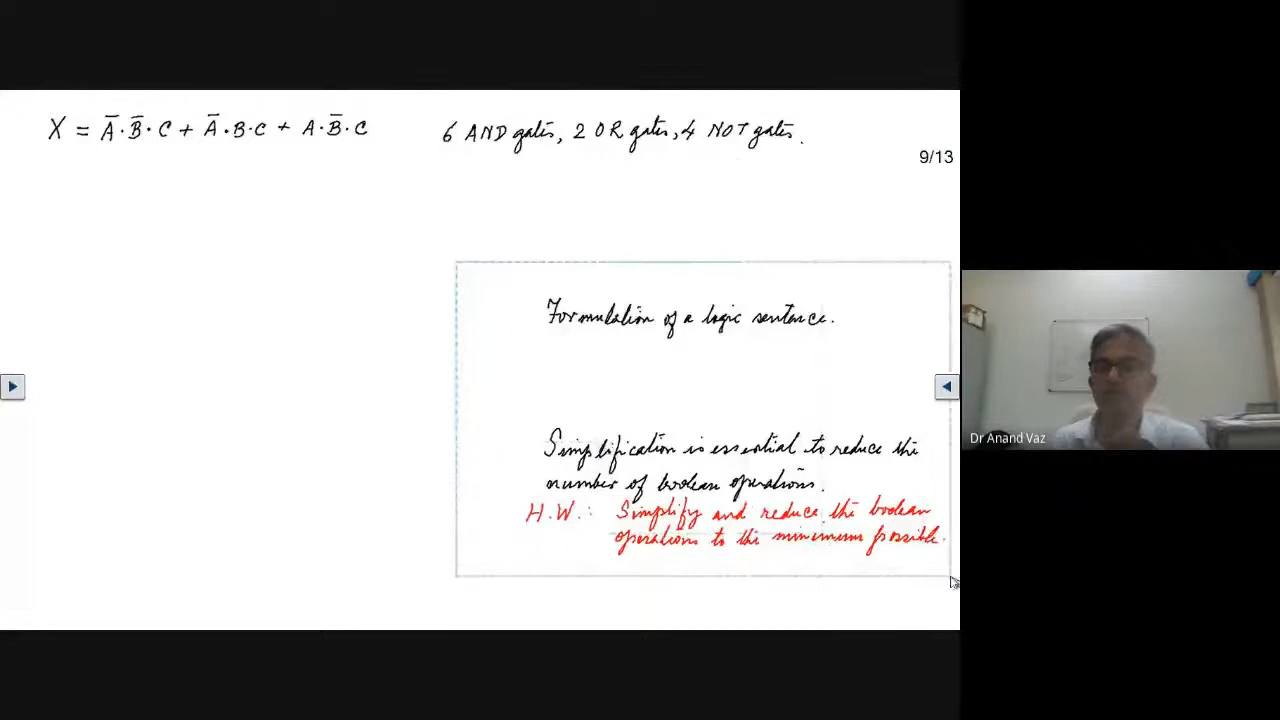 X = A̅·B̅·C + A̅·B·C + A·B̅·C
6 AND gates, 2 OR gates, 4 NOT gates.
9/13
Formulation of a logic sentence.
Simplification is essential to reduce the
number of boolean operations.
H.W.: Simplify and reduce the boolean
operations to the minimum possible.
Dr Anand Vaz